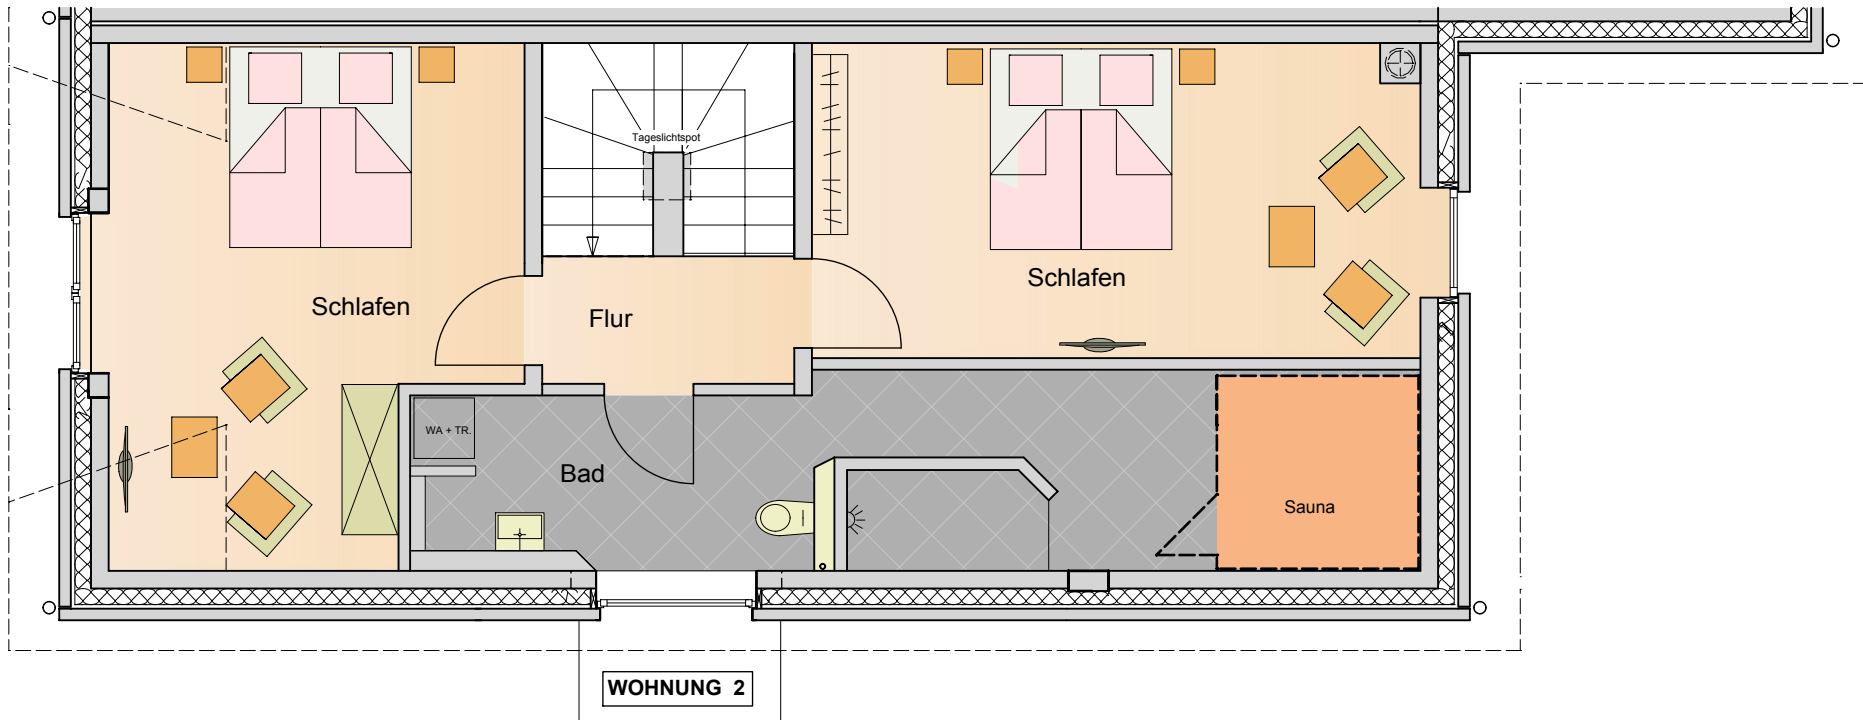 Tageslichtspot
Schlafen
Schlafen
Flur
WA + TR.
Bad
Sauna
WOHNUNG 2